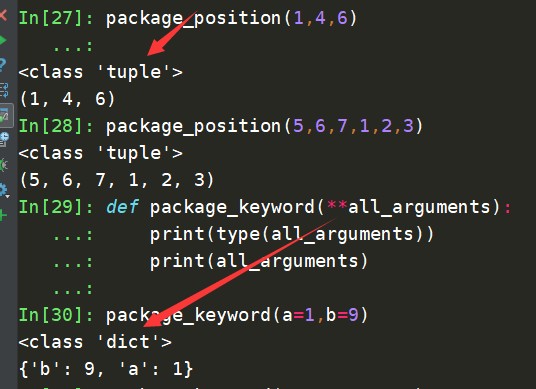 In[27]: package_position(1,4,6)
...:
<class 'tuple'>
(1, 4, 6)
In[28]: package_position(5,6,7,1,2,3)
<class 'tuple'>
(5, 6, 7, 1, 2, 3)
In[29]: def package_keyword(**all_arguments):
...:     print(type(all_arguments))
...:     print(all_arguments)
...:
In[30]: package_keyword(a=1,b=9)
<class 'dict'>
{'b': 9, 'a': 1}